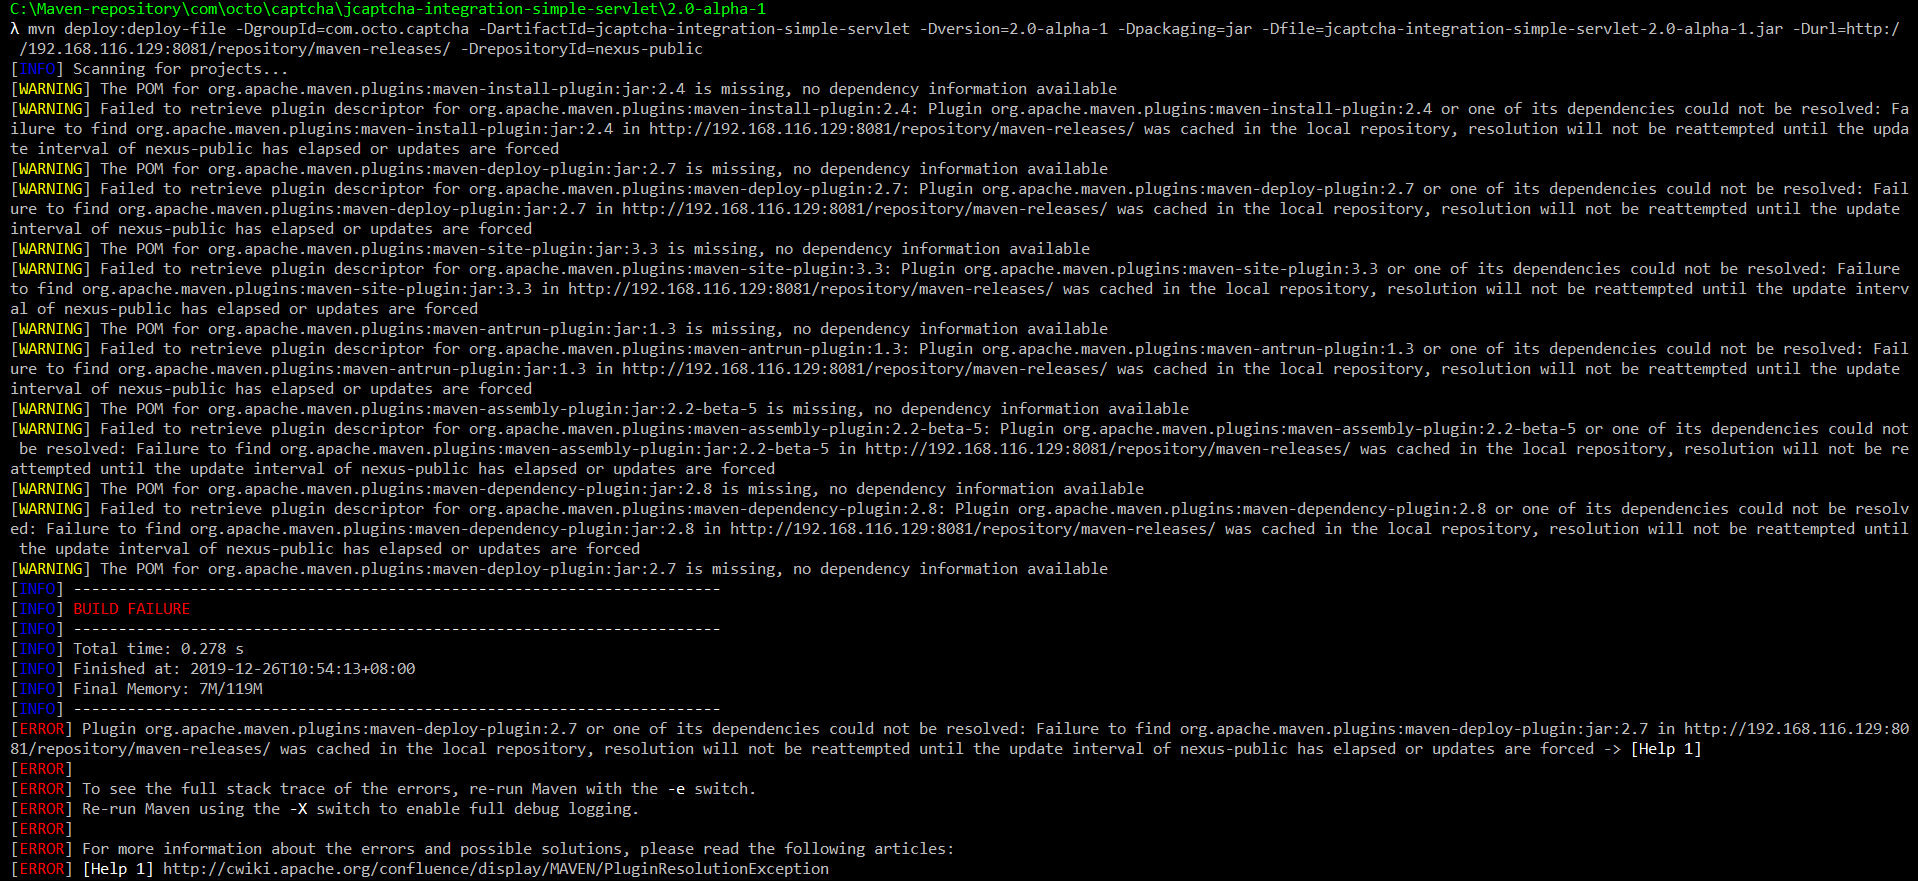 C:\Maven-repository\com\octo\captcha\jcaptcha-integration-simple-servlet\2.0-alpha-1
λ mvn deploy:deploy-file -DgroupId=com.octo.captcha -DartifactId=jcaptcha-integration-simple-servlet -Dversion=2.0-alpha-1 -Dpackaging=jar -Dfile=jcaptcha-integration-simple-servlet-2.0-alpha-1.jar -Durl=http:/
/192.168.116.129:8081/repository/maven-releases/ -DrepositoryId=nexus-public
[INFO] Scanning for projects...
[WARNING] The POM for org.apache.maven.plugins:maven-install-plugin:jar:2.4 is missing, no dependency information available
[WARNING] Failed to retrieve plugin descriptor for org.apache.maven.plugins:maven-install-plugin:2.4: Plugin org.apache.maven.plugins:maven-install-plugin:2.4 or one of its dependencies could not be resolved: Fa
ilure to find org.apache.maven.plugins:maven-install-plugin:jar:2.4 in http://192.168.116.129:8081/repository/maven-releases/ was cached in the local repository, resolution will not be reattempted until the upda
te interval of nexus-public has elapsed or updates are forced
[WARNING] The POM for org.apache.maven.plugins:maven-deploy-plugin:jar:2.7 is missing, no dependency information available
[WARNING] Failed to retrieve plugin descriptor for org.apache.maven.plugins:maven-deploy-plugin:2.7: Plugin org.apache.maven.plugins:maven-deploy-plugin:2.7 or one of its dependencies could not be resolved: Fail
ure to find org.apache.maven.plugins:maven-deploy-plugin:jar:2.7 in http://192.168.116.129:8081/repository/maven-releases/ was cached in the local repository, resolution will not be reattempted until the update
interval of nexus-public has elapsed or updates are forced
[WARNING] The POM for org.apache.maven.plugins:maven-site-plugin:jar:3.3 is missing, no dependency information available
[WARNING] Failed to retrieve plugin descriptor for org.apache.maven.plugins:maven-site-plugin:3.3: Plugin org.apache.maven.plugins:maven-site-plugin:3.3 or one of its dependencies could not be resolved: Failure
to find org.apache.maven.plugins:maven-site-plugin:jar:3.3 in http://192.168.116.129:8081/repository/maven-releases/ was cached in the local repository, resolution will not be reattempted until the update interv
al of nexus-public has elapsed or updates are forced
[WARNING] The POM for org.apache.maven.plugins:maven-antrun-plugin:jar:1.3 is missing, no dependency information available
[WARNING] Failed to retrieve plugin descriptor for org.apache.maven.plugins:maven-antrun-plugin:1.3: Plugin org.apache.maven.plugins:maven-antrun-plugin:1.3 or one of its dependencies could not be resolved: Fail
ure to find org.apache.maven.plugins:maven-antrun-plugin:jar:1.3 in http://192.168.116.129:8081/repository/maven-releases/ was cached in the local repository, resolution will not be reattempted until the update
interval of nexus-public has elapsed or updates are forced
[WARNING] The POM for org.apache.maven.plugins:maven-assembly-plugin:jar:2.2-beta-5 is missing, no dependency information available
[WARNING] Failed to retrieve plugin descriptor for org.apache.maven.plugins:maven-assembly-plugin:2.2-beta-5: Plugin org.apache.maven.plugins:maven-assembly-plugin:2.2-beta-5 or one of its dependencies could not
be resolved: Failure to find org.apache.maven.plugins:maven-assembly-plugin:jar:2.2-beta-5 in http://192.168.116.129:8081/repository/maven-releases/ was cached in the local repository, resolution will not be re
attempted until the update interval of nexus-public has elapsed or updates are forced
[WARNING] The POM for org.apache.maven.plugins:maven-dependency-plugin:jar:2.8 is missing, no dependency information available
[WARNING] Failed to retrieve plugin descriptor for org.apache.maven.plugins:maven-dependency-plugin:2.8: Plugin org.apache.maven.plugins:maven-dependency-plugin:2.8 or one of its dependencies could not be resolv
ed: Failure to find org.apache.maven.plugins:maven-dependency-plugin:jar:2.8 in http://192.168.116.129:8081/repository/maven-releases/ was cached in the local repository, resolution will not be reattempted until
the update interval of nexus-public has elapsed or updates are forced
[WARNING] The POM for org.apache.maven.plugins:maven-deploy-plugin:jar:2.7 is missing, no dependency information available
[INFO] ------------------------------------------------------------------------
[INFO] BUILD FAILURE
[INFO] ------------------------------------------------------------------------
[INFO] Total time: 0.278 s
[INFO] Finished at: 2019-12-26T10:54:13+08:00
[INFO] Final Memory: 7M/119M
[INFO] ------------------------------------------------------------------------
[ERROR] Plugin org.apache.maven.plugins:maven-deploy-plugin:2.7 or one of its dependencies could not be resolved: Failure to find org.apache.maven.plugins:maven-deploy-plugin:jar:2.7 in http://192.168.116.129:80
81/repository/maven-releases/ was cached in the local repository, resolution will not be reattempted until the update interval of nexus-public has elapsed or updates are forced -> [Help 1]
[ERROR]
[ERROR] To see the full stack trace of the errors, re-run Maven with the -e switch.
[ERROR] Re-run Maven using the -X switch to enable full debug logging.
[ERROR]
[ERROR] For more information about the errors and possible solutions, please read the following articles:
[ERROR] [Help 1] http://cwiki.apache.org/confluence/display/MAVEN/PluginResolutionException